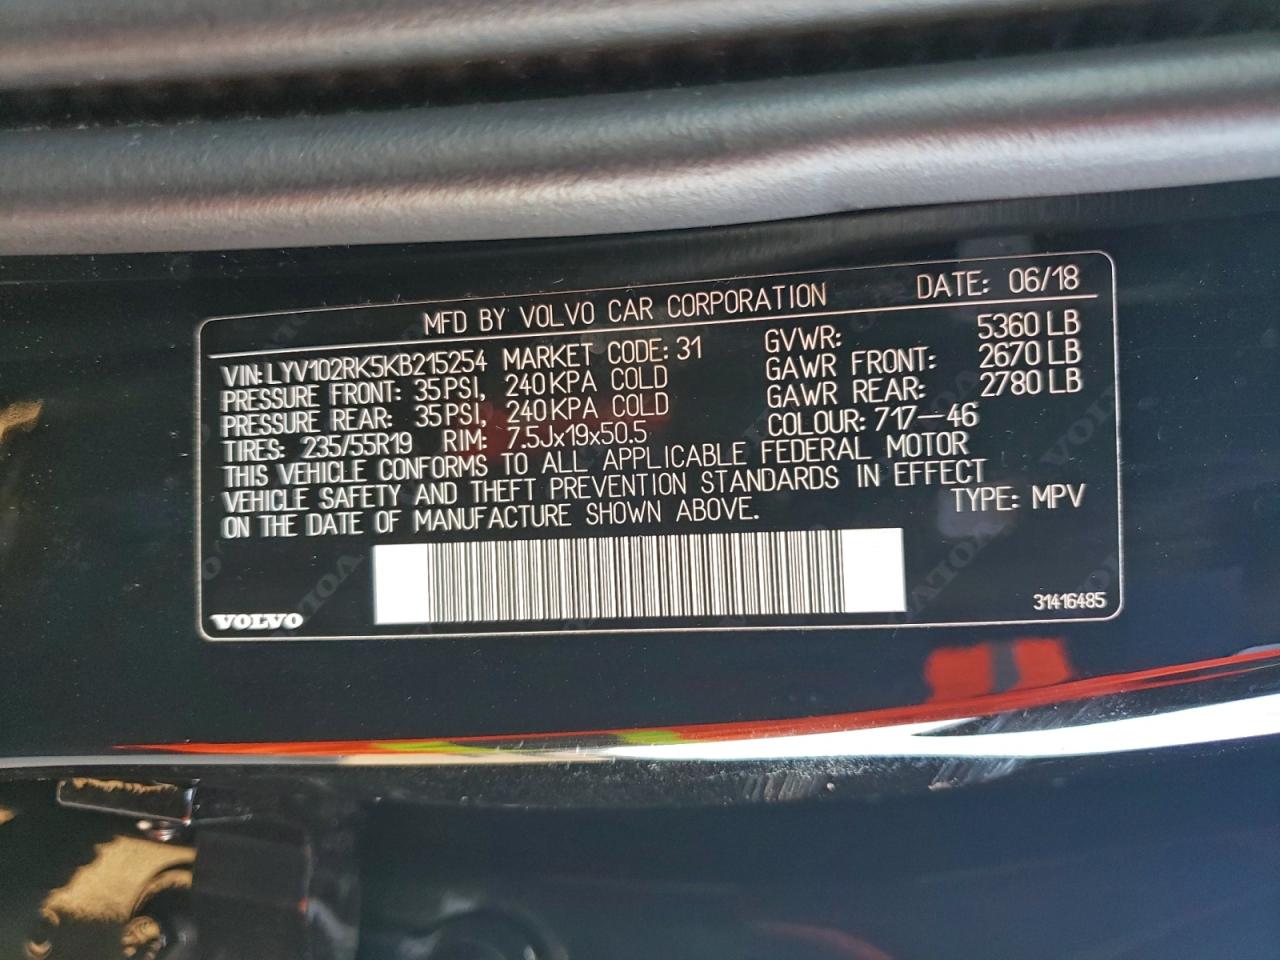 MFD BY VOLVO CAR CORPORATION DATE: 06/18
VIN: LYV102RK5KB215254 MARKET CODE: 31 GVWR: 5360 LB
PRESSURE FRONT: 35 PSI, 240 KPA COLD GAWR FRONT: 2670 LB
PRESSURE REAR: 35 PSI, 240 KPA COLD GAWR REAR: 2780 LB
TIRES: 235/55R19 RIM: 7.5Jx19x50.5 COLOUR: 717-46
THIS VEHICLE CONFORMS TO ALL APPLICABLE FEDERAL MOTOR
VEHICLE SAFETY AND THEFT PREVENTION STANDARDS IN EFFECT
ON THE DATE OF MANUFACTURE SHOWN ABOVE. TYPE: MPV
VOLVO 31416485